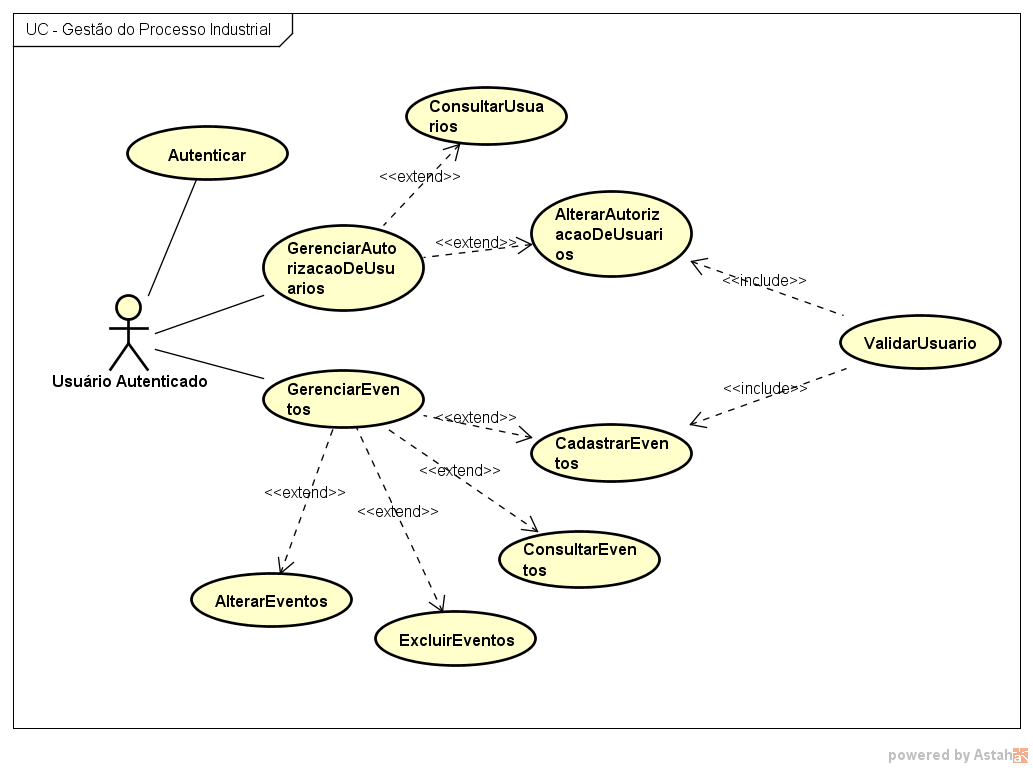 UC - Gestão do Processo Industrial
ConsultarUsua
rios
Autenticar
<<extend>>
AlterarAutoriz
acaoDeUsuari
os
<<extend>>
GerenciarAuto
rizacaoDeUsu
arios
<<include>>
ValidarUsuario
Usuário Autenticado
GerenciarEven
tos
<<include>>
<<extend>>
CadastrarEven
tos
<<extend>>
<<extend>>
<<extend>>
ConsultarEven
tos
AlterarEventos
ExcluirEventos
powered by Astah